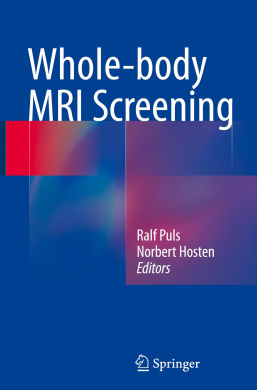 Whole-body
MRI Screening
Ralf Puls
Norbert Hosten
Editors
Springer